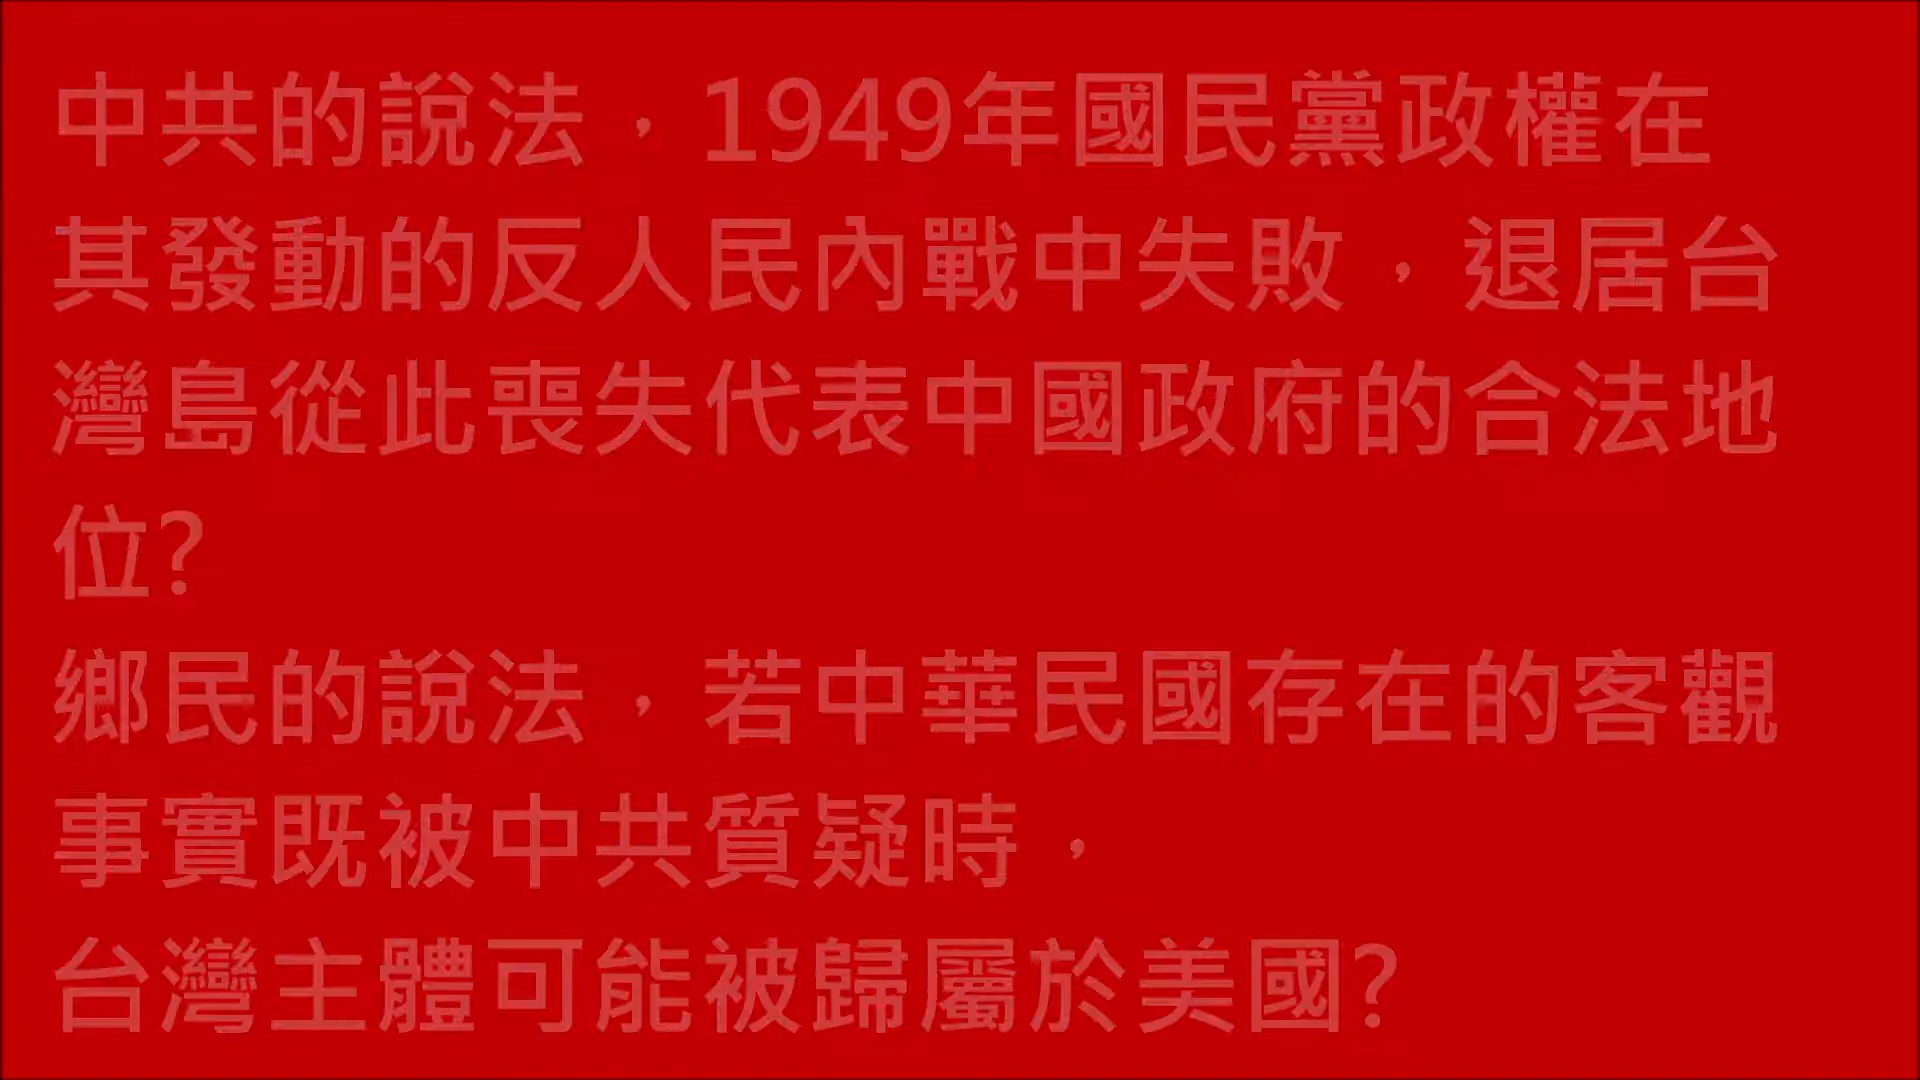 中共的說法，1949年國民黨政權在
其發動的反人民內戰中失敗，退居台
灣島從此喪失代表中國政府的合法地
位?
鄉民的說法，若中華民國存在的客觀
事實既被中共質疑時，
台灣主體可能被歸屬於美國?